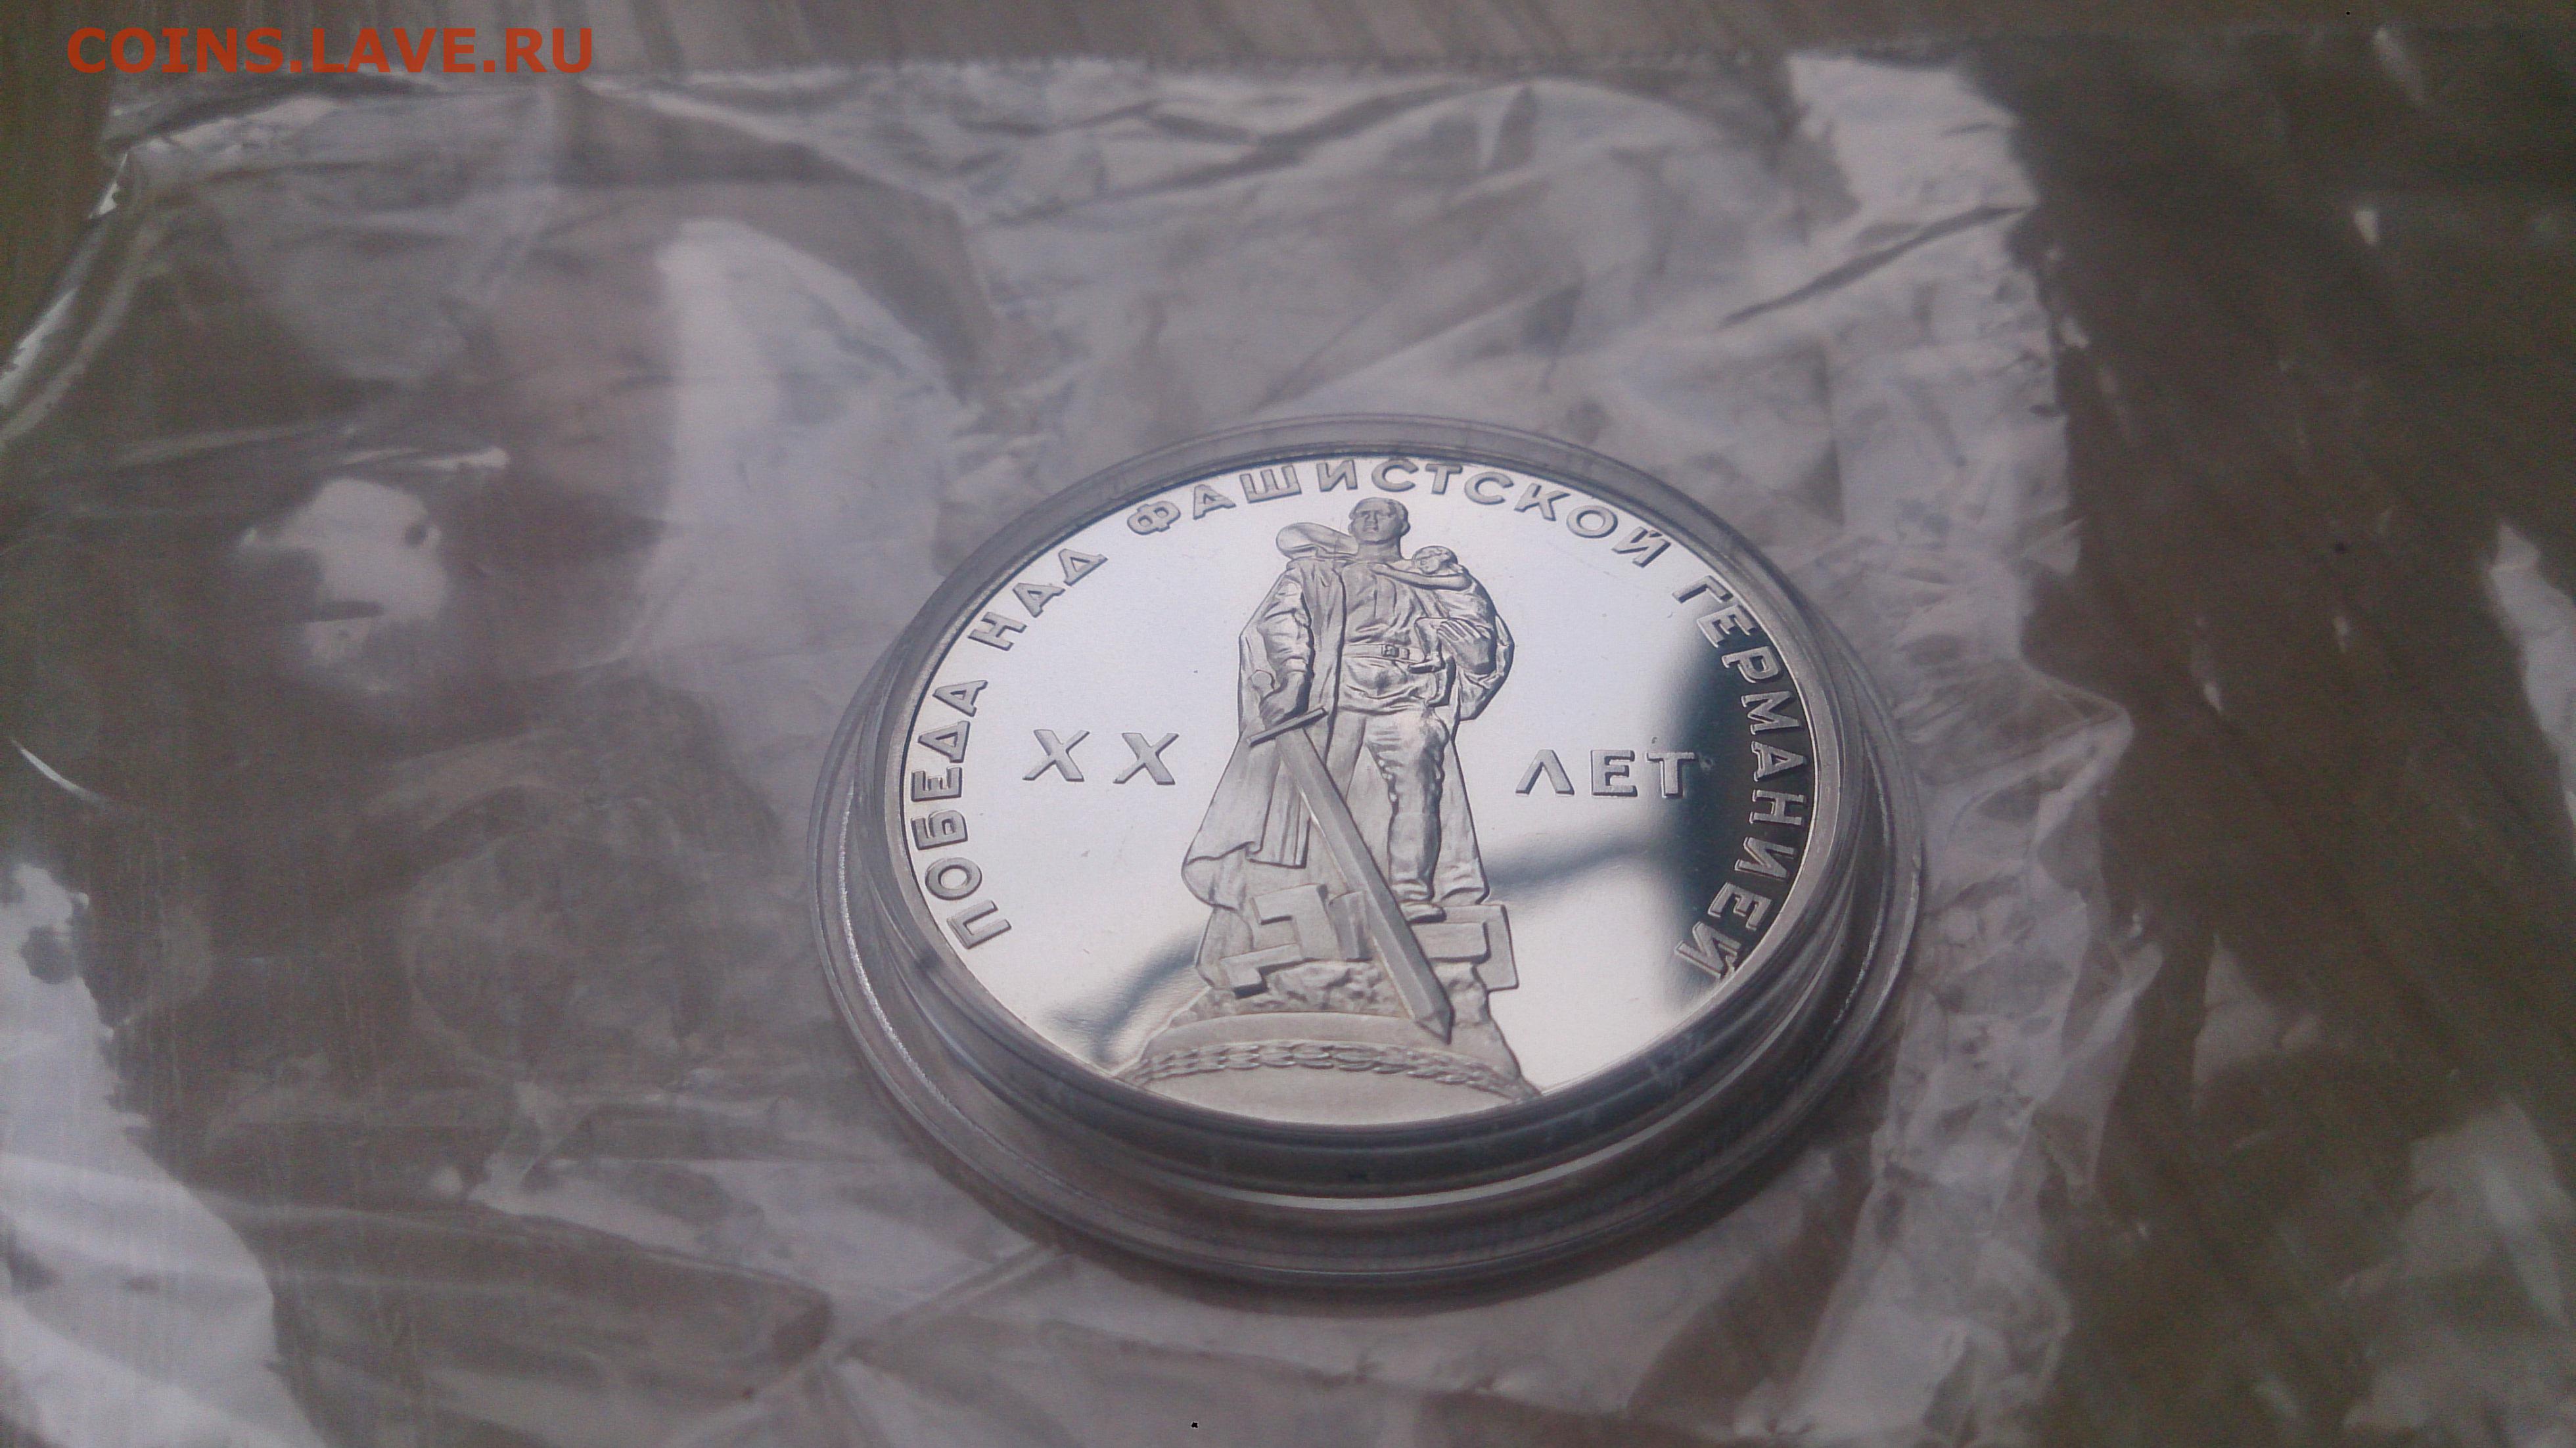 COINS.LAVE.RU
ПОБЕДА НАД ФАШИСТСКОЙ ГЕРМАНИЕЙ
XX ЛЕТ